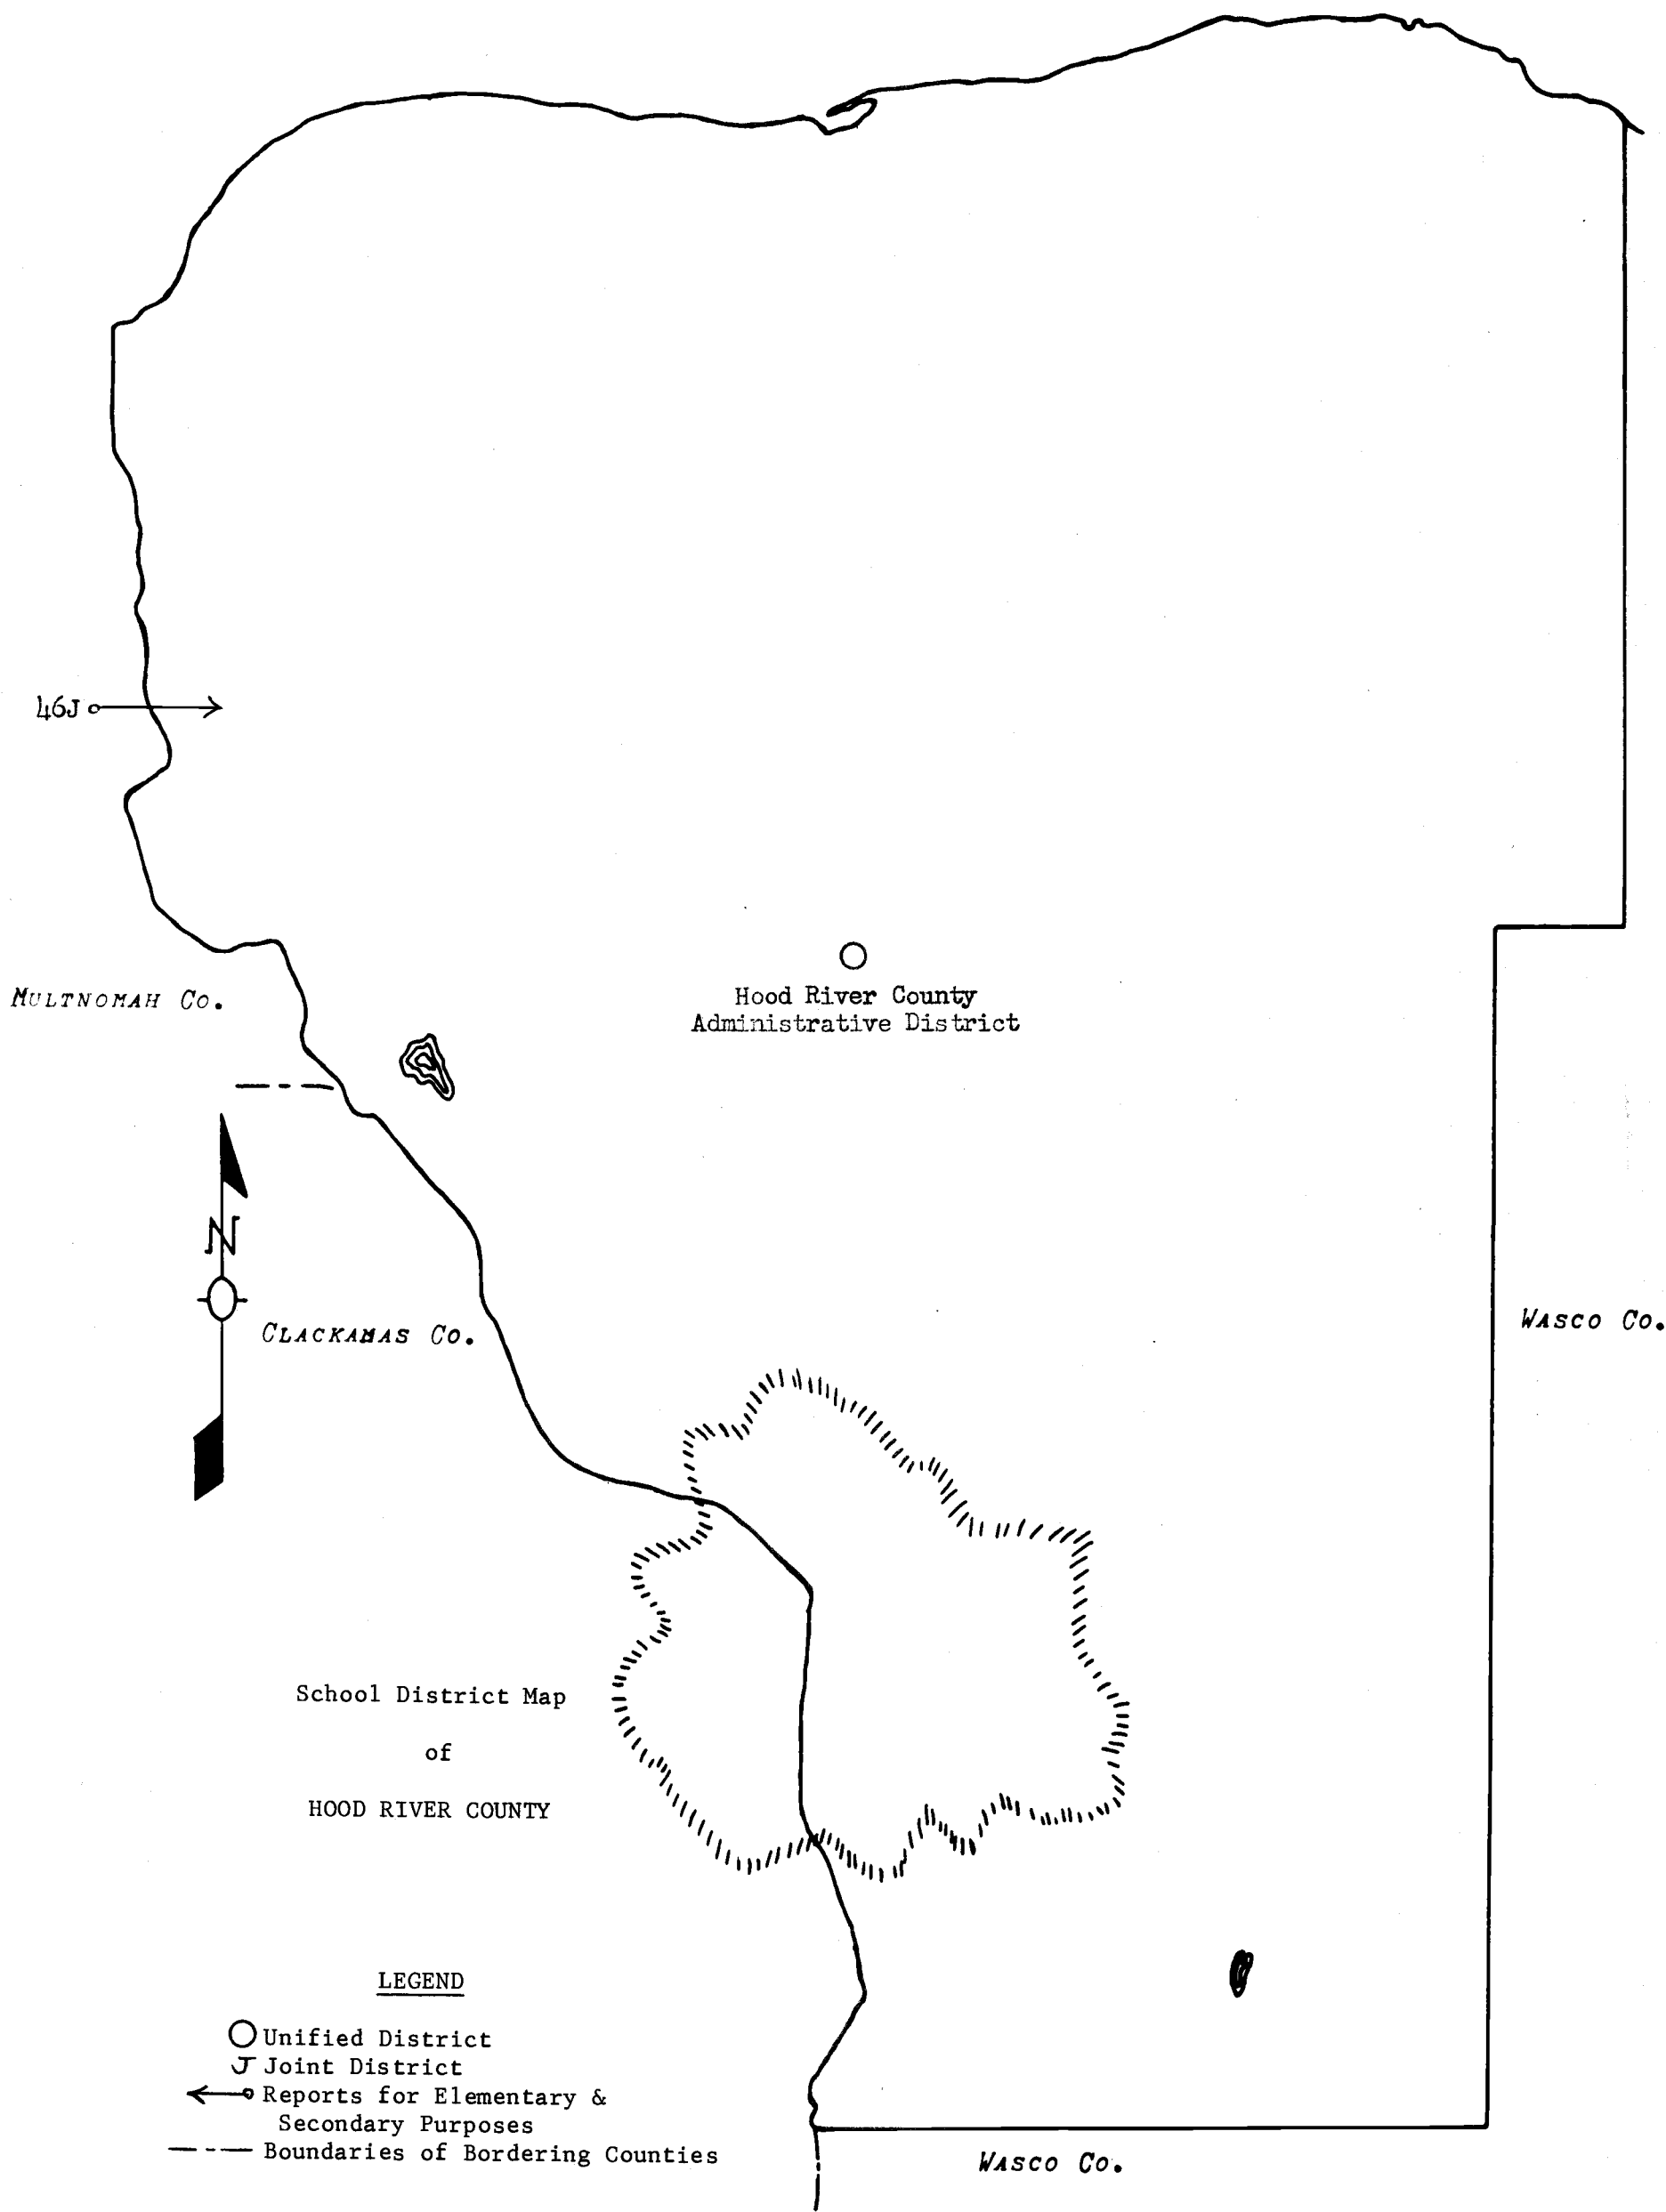 46J
Hood River County
Administrative District
MULTNOMAH CO.
N
CLACKAMAS CO.
WASCO CO.
School District Map
of
HOOD RIVER COUNTY
LEGEND
Unified District
J Joint District
Reports for Elementary &
Secondary Purposes
Boundaries of Bordering Counties
WASCO CO.